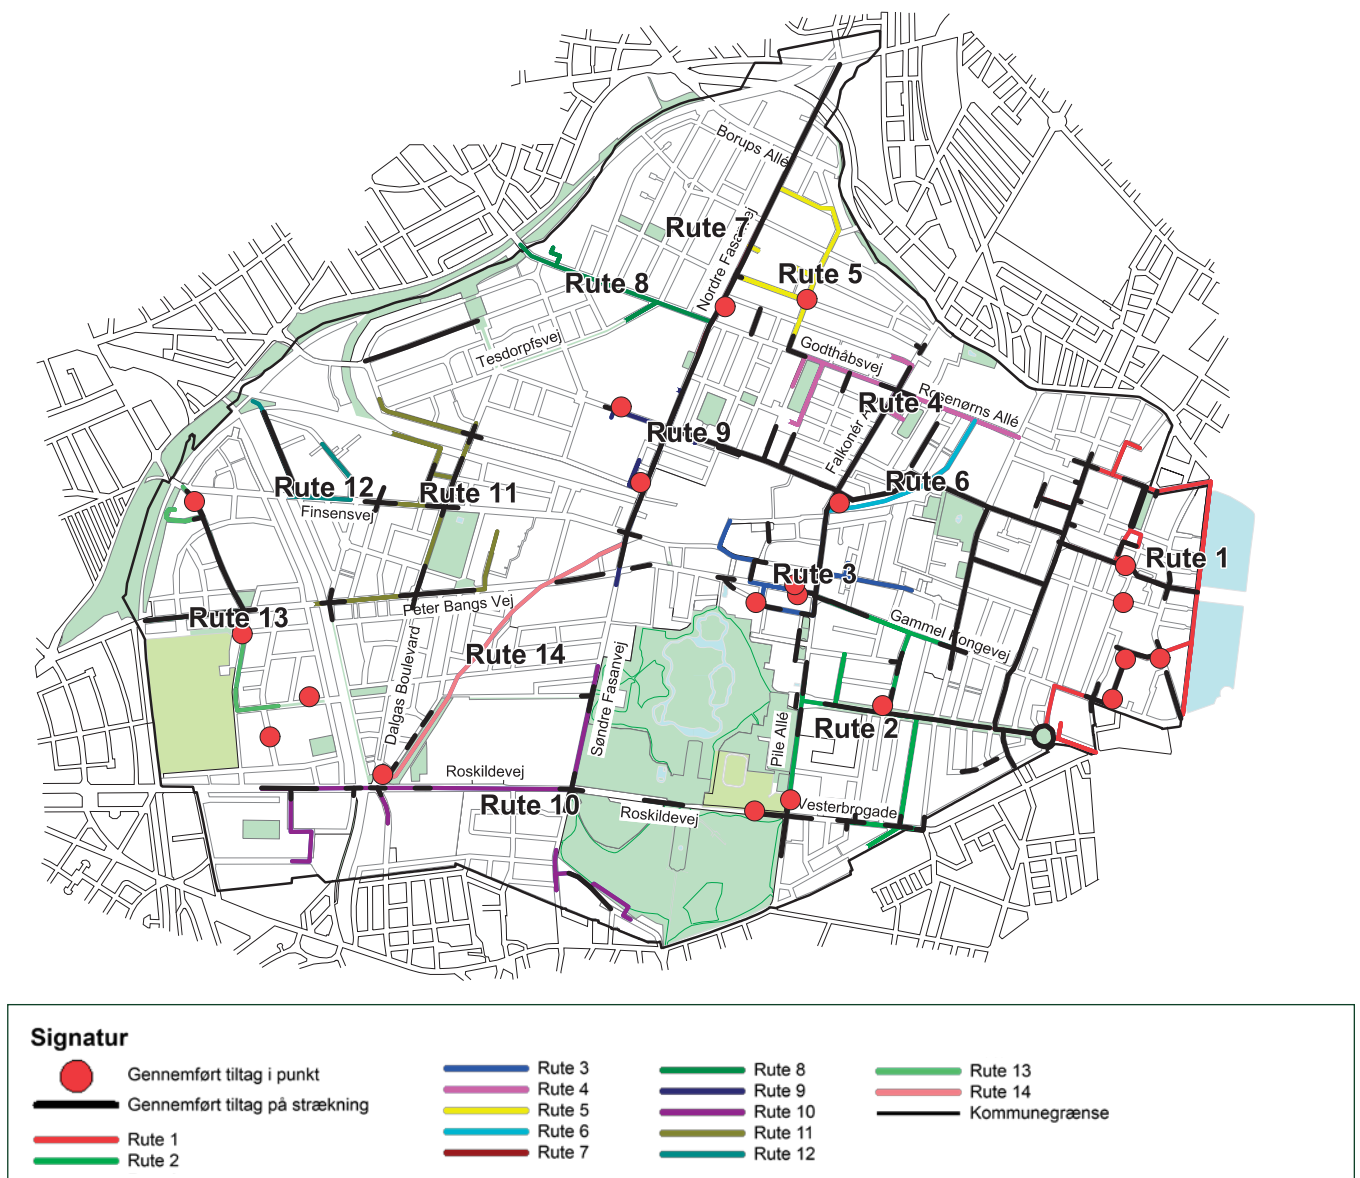 Borups Allé
Rute 7
Nordre Fasanvej
Rute 5
Rute 8
Tesdorpfsvej
Godthåbsvej
Rute 4
Rosenørns Allé
Rute 9
Falkonér A
Rute 6
Rute 12
Rute 11
Finsensvej
Rute 1
Rute 3
Peter Bangs Vej
Rute 13
Gammel Kongevej
Rute 14
Dalgas Boulevard
Søndre Fasanvej
Pile Allé
Rute 2
Roskildevej
Rute 10
Roskildevej
Vesterbrogade
Signatur
Gennemført tiltag i punkt
Gennemført tiltag på strækning
Rute 1
Rute 2
Rute 3
Rute 4
Rute 5
Rute 6
Rute 7
Rute 8
Rute 9
Rute 10
Rute 11
Rute 12
Rute 13
Rute 14
Kommunegrænse